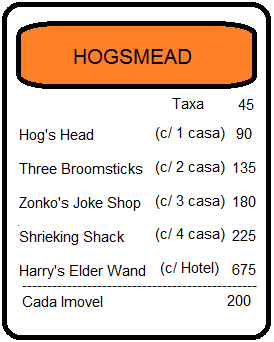 HOGSMEAD
Taxa 45
Hog's Head (c/ 1 casa) 90
Three Broomsticks (c/ 2 casa) 135
Zonko's Joke Shop (c/ 3 casa) 180
Shrieking Shack (c/ 4 casa) 225
Harry's Elder Wand (c/ Hotel) 675
Cada Imovel 200